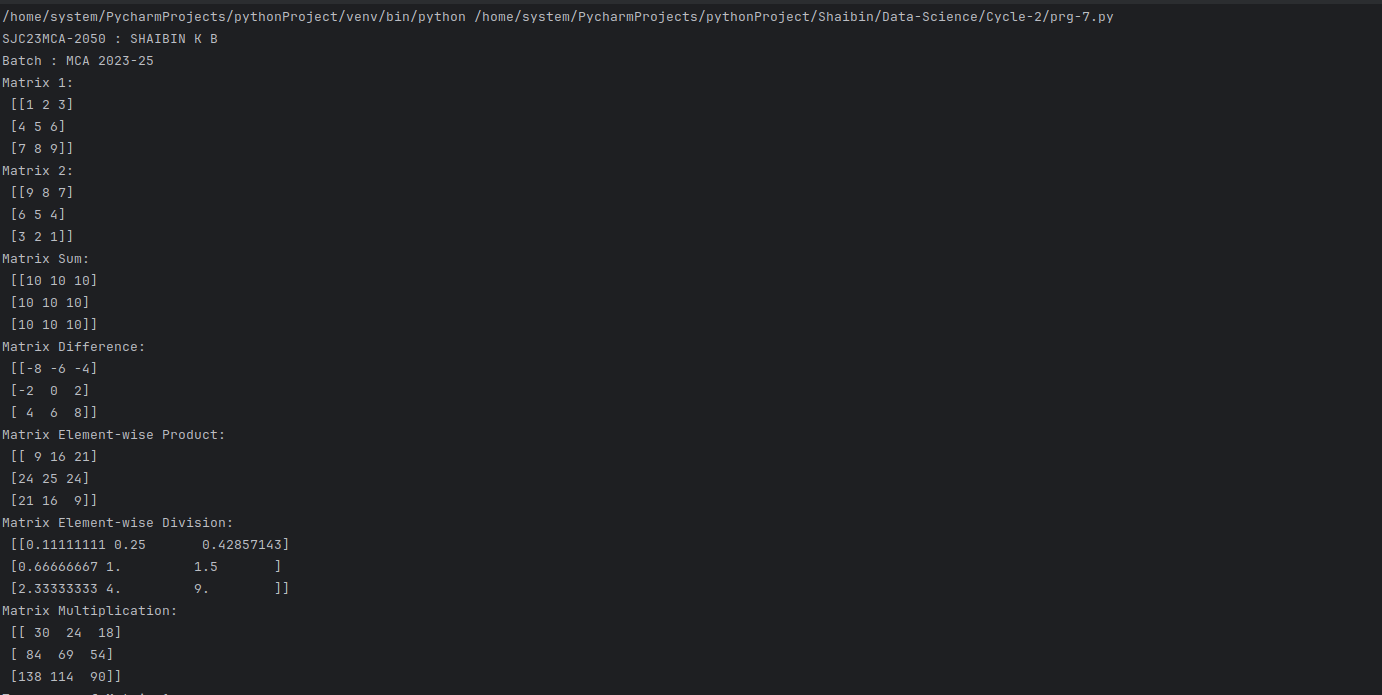 /home/system/PycharmProjects/pythonProject/venv/bin/python /home/system/PycharmProjects/pythonProject/Shaibin/Data-Science/Cycle-2/prg-7.py
SJC23MCA-2050 : SHAIBIN K B
Batch : MCA 2023-25
Matrix 1:
 [[1 2 3]
 [4 5 6]
 [7 8 9]]
Matrix 2:
 [[9 8 7]
 [6 5 4]
 [3 2 1]]
Matrix Sum:
 [[10 10 10]
 [10 10 10]
 [10 10 10]]
Matrix Difference:
 [[-8 -6 -4]
 [-2  0  2]
 [ 4  6  8]]
Matrix Element-wise Product:
 [[ 9 16 21]
 [24 25 24]
 [21 16  9]]
Matrix Element-wise Division:
 [[0.11111111 0.25       0.42857143]
 [0.66666667 1.         1.5       ]
 [2.33333333 4.         9.        ]]
Matrix Multiplication:
 [[ 30  24  18]
 [ 84  69  54]
 [138 114  90]]